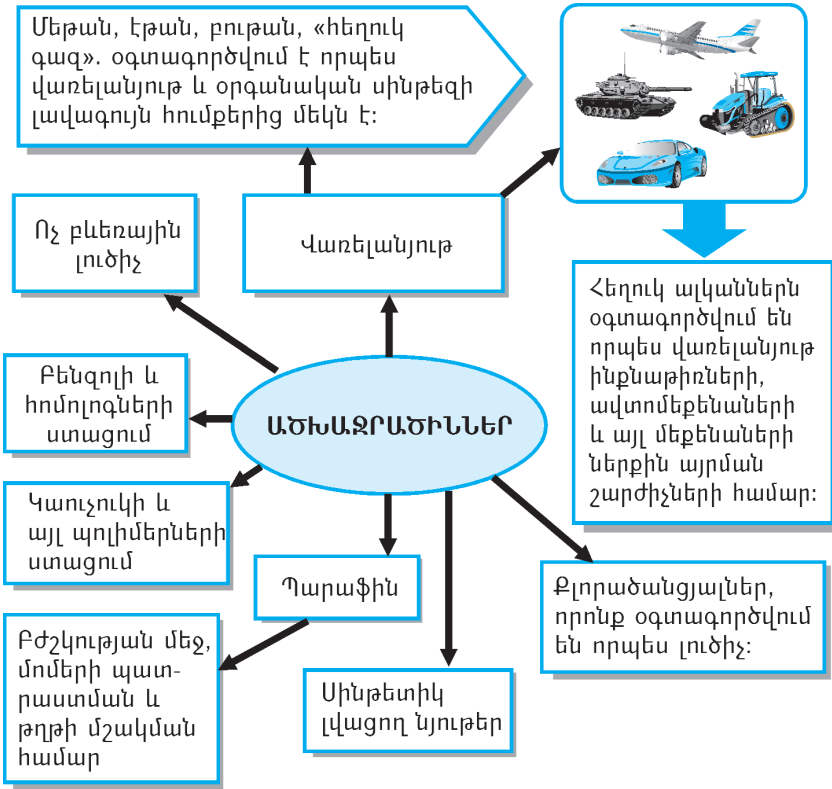 Մեթան, էթան, բութան, «հեղուկ
գազ». օգտագործվում է որպես
վառելանյութ և օրգանական սինթեզի
լավագույն հումքերից մեկն է:
Ոչ բևեռային
լուծիչ
Վառելանյութ
Հեղուկ ալկաններն
օգտագործվում են
որպես վառելանյութ
ինքնաթիռների,
ավտոմեքենաների
և այլ մեքենաների
ներքին այրման
շարժիչների համար:
Բենզոլի և
հոմոլոգների
ստացում
ԱԾԽԱՋՐԱԾԻՆՆԵՐ
Կաուչուկի և
այլ պոլիմերների
ստացում
Պարաֆին
Քլորածանցյալներ,
որոնք օգտագործվում
են որպես լուծիչ:
Բժշկության մեջ,
մոմերի պատ-
րաստման և
թղթի մշակման
համար
Սինթետիկ
լվացող նյութեր